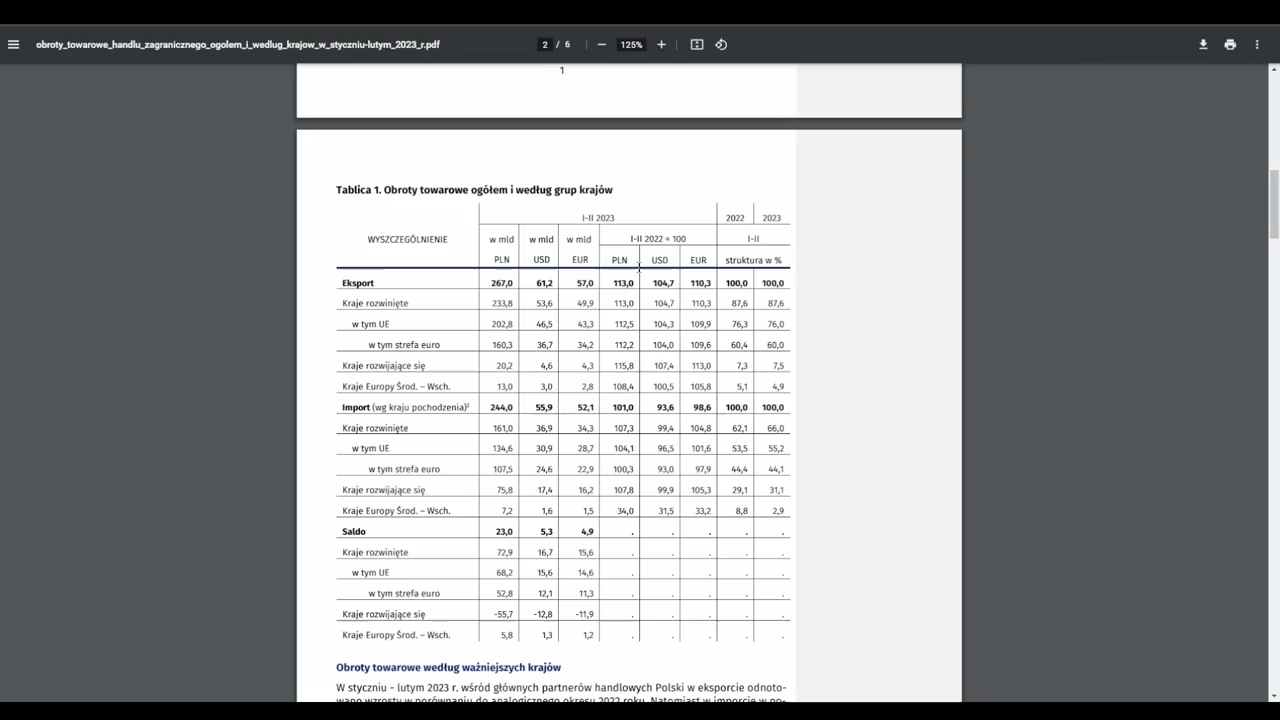 obroty_towarowe_handlu_zagranicznego_ogolem_i_wedlug_krajow_w_styczniu-lutym_2023_r.pdf 2 / 6 125%
1
Tablica 1. Obroty towarowe ogółem i według grup krajów
I-II 2023 2022 2023
WYSZCZEGÓLNIENIE w mld w mld w mld I-II 2022 = 100 I-II
PLN USD EUR PLN USD EUR struktura w %
Eksport 267,0 61,2 57,0 113,0 104,7 110,3 100,0 100,0
Kraje rozwinięte 233,8 53,6 49,9 113,0 104,7 110,3 87,6 87,6
w tym UE 202,8 46,5 43,3 112,5 104,3 109,9 76,3 76,0
w tym strefa euro 160,3 36,7 34,2 112,2 104,0 109,6 60,4 60,0
Kraje rozwijające się 20,2 4,6 4,3 115,8 107,4 113,0 7,3 7,5
Kraje Europy Środ. – Wsch. 13,0 3,0 2,8 108,4 100,5 105,8 5,1 4,9
Import (wg kraju pochodzenia)² 244,0 55,9 52,1 101,0 93,6 98,6 100,0 100,0
Kraje rozwinięte 161,0 36,9 34,3 107,3 99,4 104,8 62,1 66,0
w tym UE 134,6 30,9 28,7 104,1 96,5 101,6 53,5 55,2
w tym strefa euro 107,5 24,6 22,9 100,3 93,0 97,9 44,4 44,1
Kraje rozwijające się 75,8 17,4 16,2 107,8 99,9 105,3 29,1 31,1
Kraje Europy Środ. – Wsch. 7,2 1,6 1,5 34,0 31,5 33,2 8,8 2,9
Saldo 23,0 5,3 4,9 . . . . .
Kraje rozwinięte 72,9 16,7 15,6 . . . . .
w tym UE 68,2 15,6 14,6 . . . . .
w tym strefa euro 52,8 12,1 11,3 . . . . .
Kraje rozwijające się -55,7 -12,8 -11,9 . . . . .
Kraje Europy Środ. – Wsch. 5,8 1,3 1,2 . . . . .
Obroty towarowe według ważniejszych krajów
W styczniu - lutym 2023 r. wśród głównych partnerów handlowych Polski w eksporcie odnoto-
wano wzrosty w porównaniu do analogicznego okresu 2022 roku. Natomiast w imporcie w po-